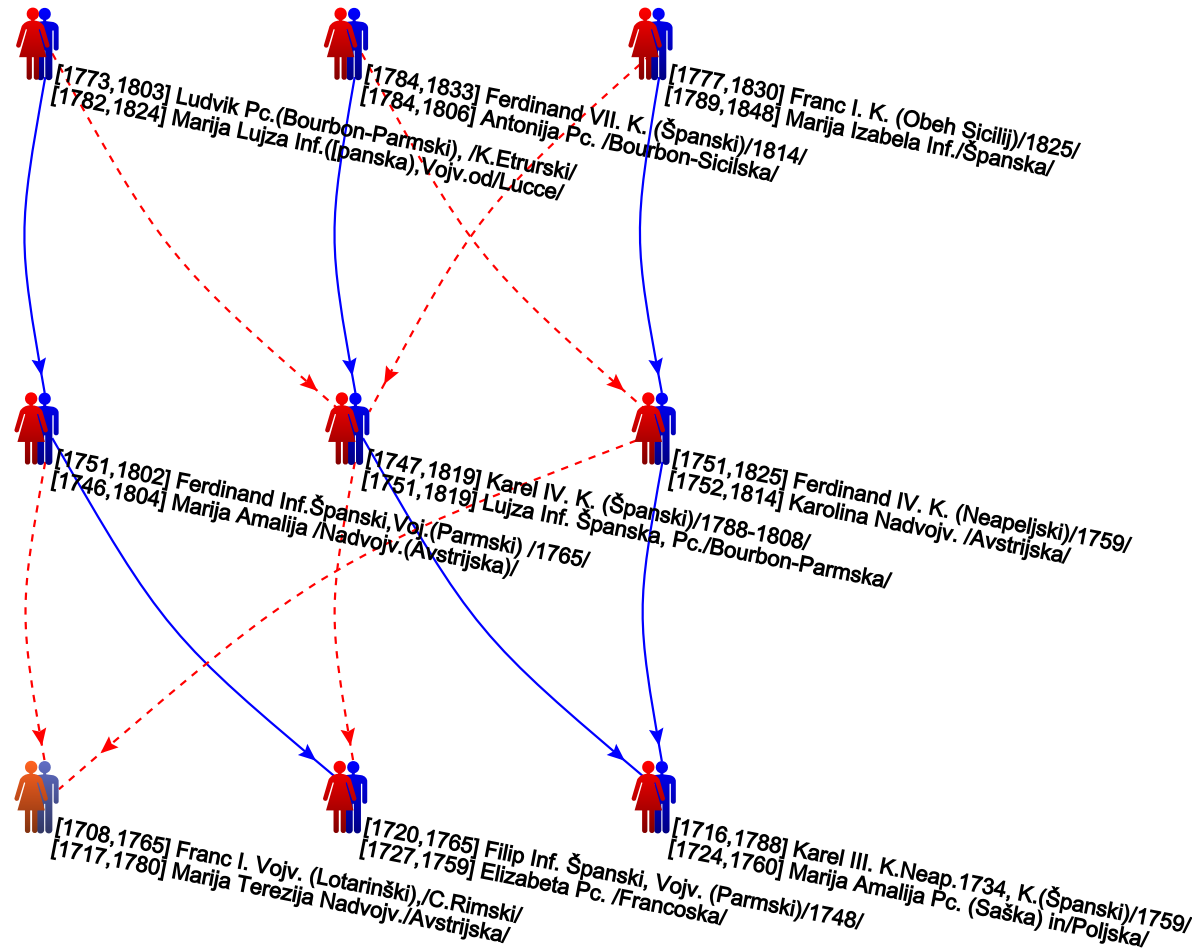 [1773,1803] Ludvik Pc.(Bourbon-Parmski), /K.Etrurski/
[1782,1824] Marija Lujza Inf.([panska),Vojv.od/Lucce/
[1784,1833] Ferdinand VII. K. (Španski)/1814/
[1784,1806] Antonija Pc. /Bourbon-Sicilska/
[1777,1830] Franc I. K. (Obeh Sicilij)/1825/
[1789,1848] Marija Izabela Inf./Španska/
[1751,1802] Ferdinand Inf.Španski,Voj.(Parmski) /1765/
[1746,1804] Marija Amalija /Nadvojv.(Avstrijska)/
[1747,1819] Karel IV. K. (Španski)/1788-1808/
[1751,1819] Lujza Inf. Španska, Pc./Bourbon-Parmska/
[1751,1825] Ferdinand IV. K. (Neapeljski)/1759/
[1752,1814] Karolina Nadvojv. /Avstrijska/
[1708,1765] Franc I. Vojv. (Lotarinški),/C.Rimski/
[1717,1780] Marija Terezija Nadvojv./Avstrijska/
[1720,1765] Filip Inf. Španski, Vojv. (Parmski)/1748/
[1727,1759] Elizabeta Pc. /Francoska/
[1716,1788] Karel III. K.Neap.1734, K.(Španski)/1759/
[1724,1760] Marija Amalija Pc. (Saška) in/Poljska/